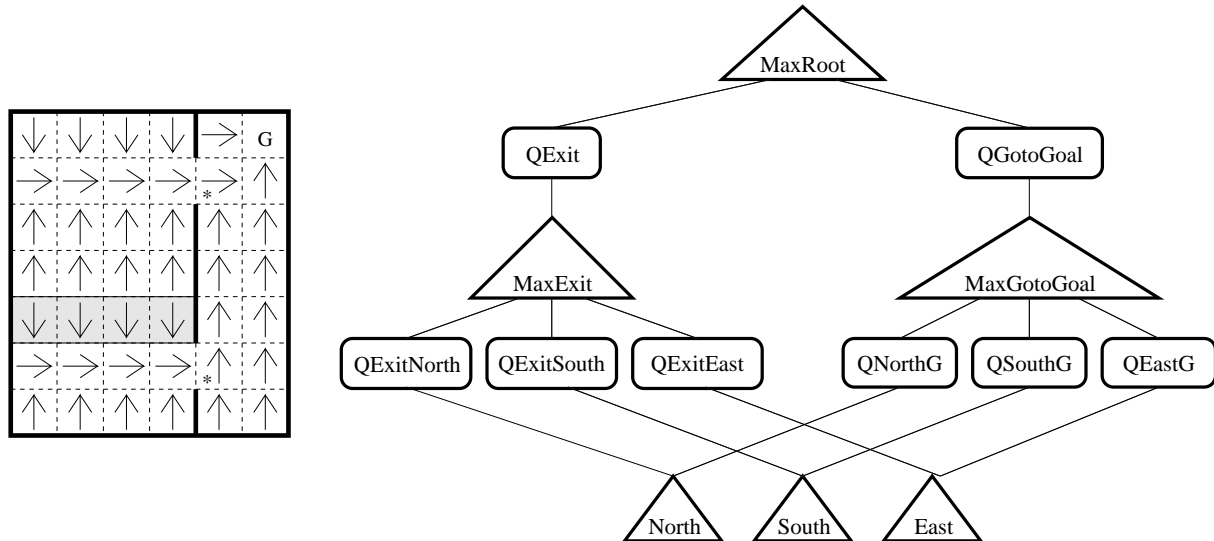 MaxRoot
G
QExit QGotoGoal
*
MaxExit MaxGotoGoal
QExitNorth QExitSouth QExitEast QNorthG QSouthG QEastG
*
North South East